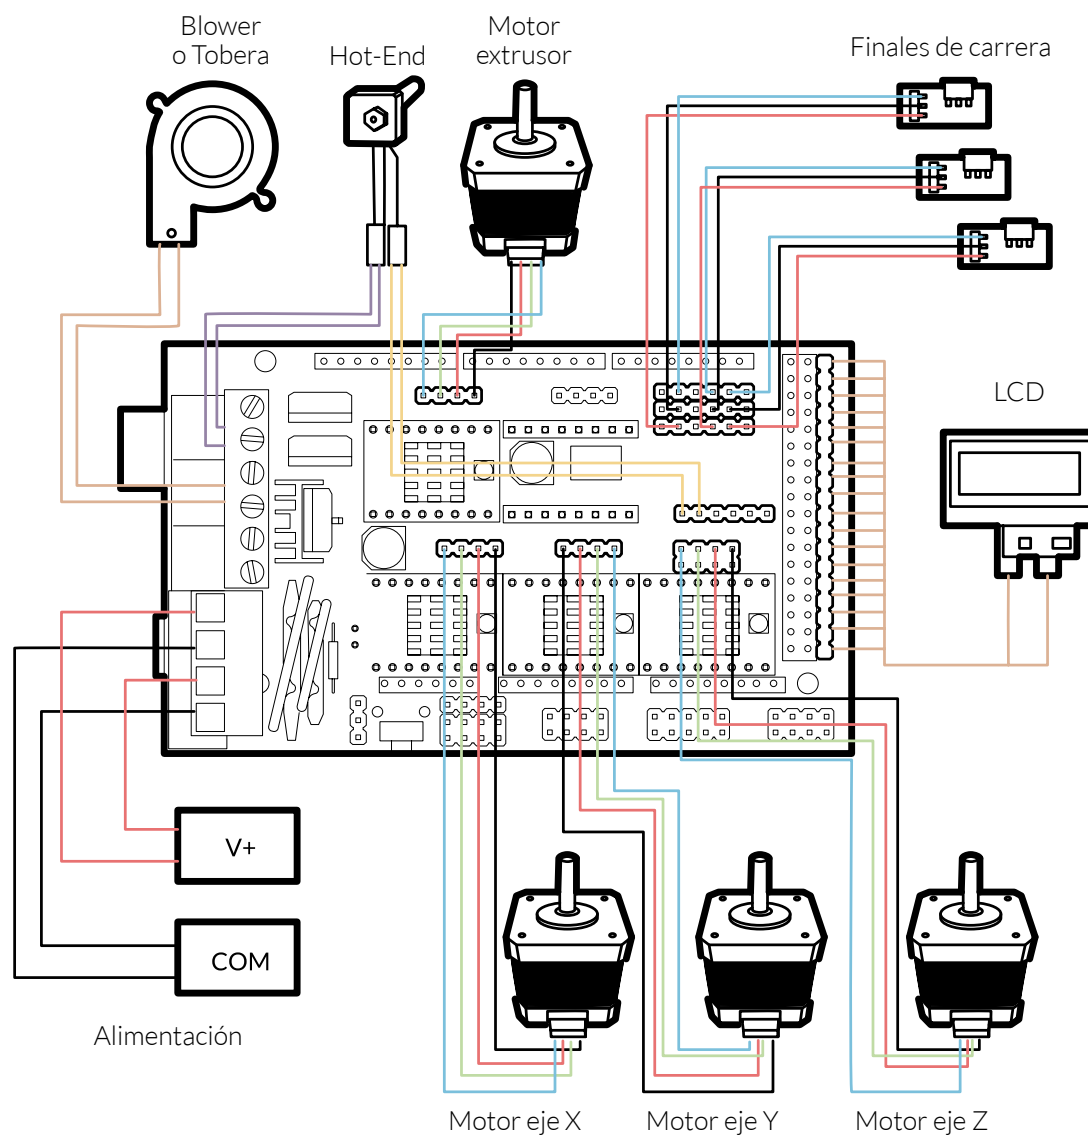 Blower
o Tobera
Hot-End
Motor
extrusor
Finales de carrera
LCD
V+
COM
Alimentación
Motor eje X
Motor eje Y
Motor eje Z